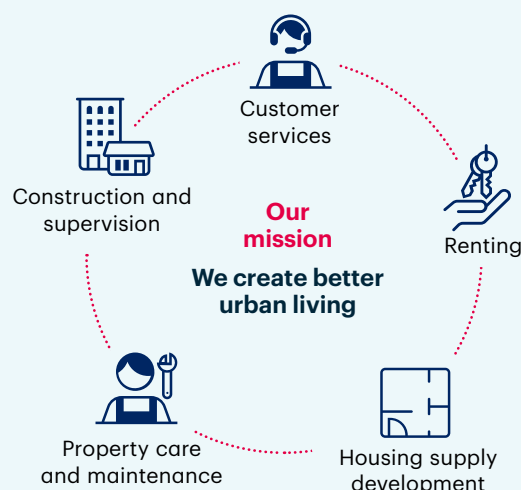 Customer
services
Construction and
supervision
Our
mission
Renting
We create better
urban living
Property care
and maintenance
Housing supply
development